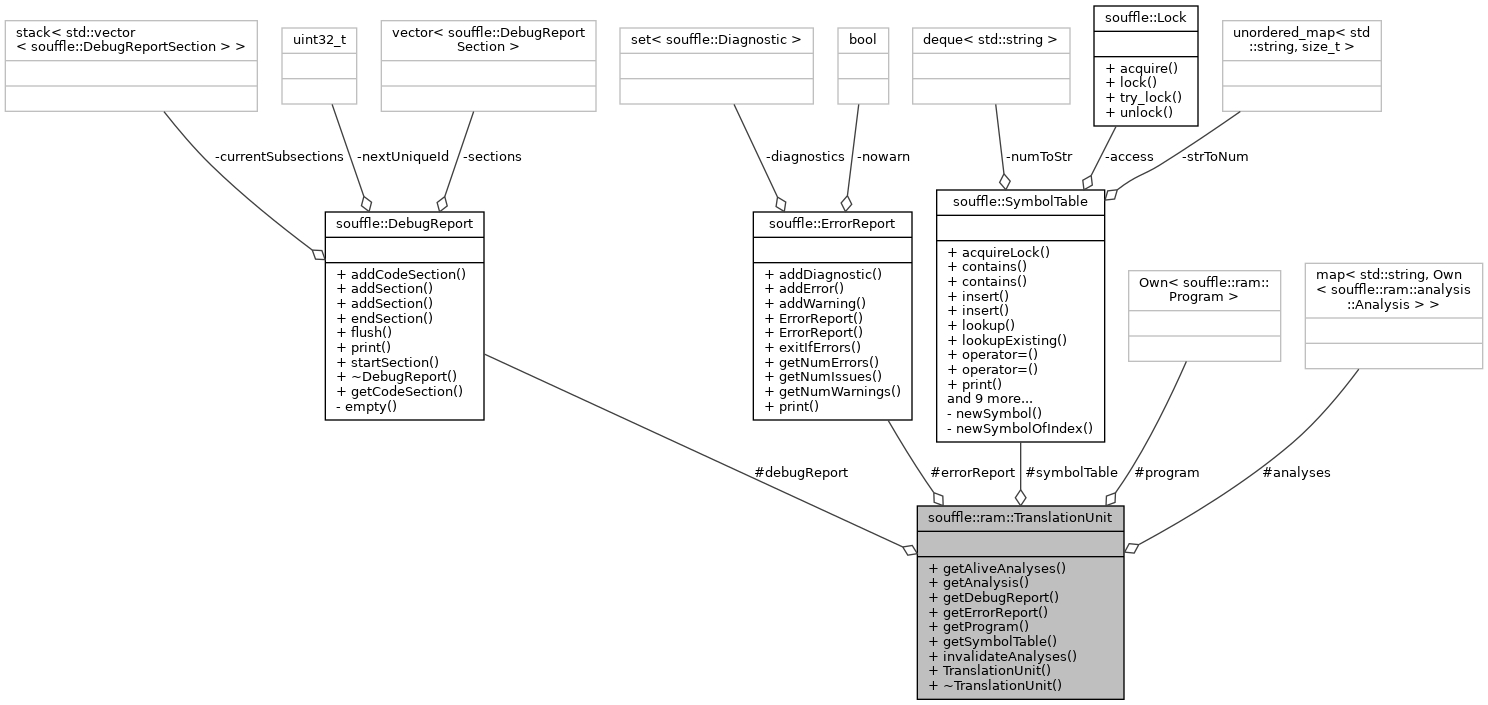 stack< std::vector
< souffle::DebugReportSection > >
uint32_t
vector< souffle::DebugReport
Section >
set< souffle::Diagnostic >
bool
deque< std::string >
souffle::Lock
+ acquire()
+ lock()
+ try_lock()
+ unlock()
unordered_map< std
::string, size_t >
-currentSubsections
-nextUniqueId
-sections
-diagnostics
-nowarn
-numToStr
-access
-strToNum
souffle::DebugReport
+ addCodeSection()
+ addSection()
+ addSection()
+ endSection()
+ flush()
+ print()
+ startSection()
+ ~DebugReport()
+ getCodeSection()
- empty()
souffle::ErrorReport
+ addDiagnostic()
+ addError()
+ addWarning()
+ ErrorReport()
+ ErrorReport()
+ exitIfErrors()
+ getNumErrors()
+ getNumIssues()
+ getNumWarnings()
+ print()
souffle::SymbolTable
+ acquireLock()
+ contains()
+ contains()
+ insert()
+ insert()
+ lookup()
+ lookupExisting()
+ operator=()
+ operator=()
+ print()
and 9 more...
- newSymbol()
- newSymbolOfIndex()
Own< souffle::ram::
Program >
map< std::string, Own
< souffle::ram::analysis
::Analysis > >
#debugReport
#errorReport
#symbolTable
#program
#analyses
souffle::ram::TranslationUnit
+ getAliveAnalyses()
+ getAnalysis()
+ getDebugReport()
+ getErrorReport()
+ getProgram()
+ getSymbolTable()
+ invalidateAnalyses()
+ TranslationUnit()
+ ~TranslationUnit()